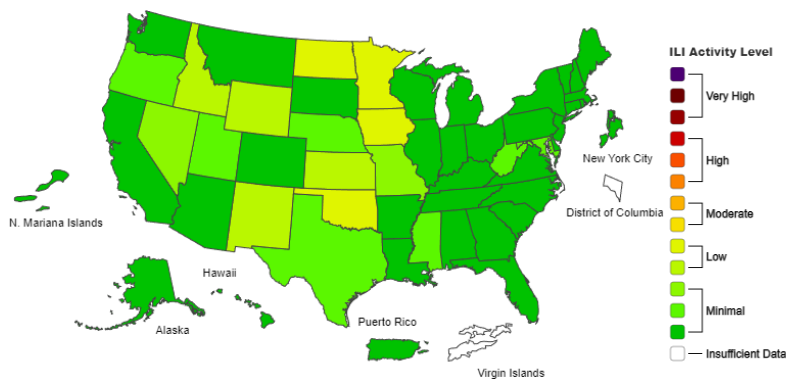 ILI Activity Level
Very High
High
Moderate
Low
Minimal
Insufficient Data
New York City
District of Columbia
N. Mariana Islands
Hawaii
Alaska
Puerto Rico
Virgin Islands